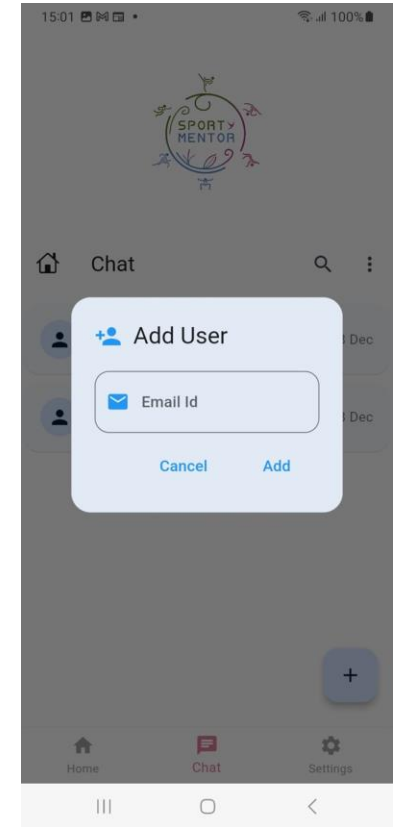 15:01
100%
SPORTY
MENTOR
Chat
Add User
Dec
Email Id
Dec
Cancel Add
+
Home Chat Settings